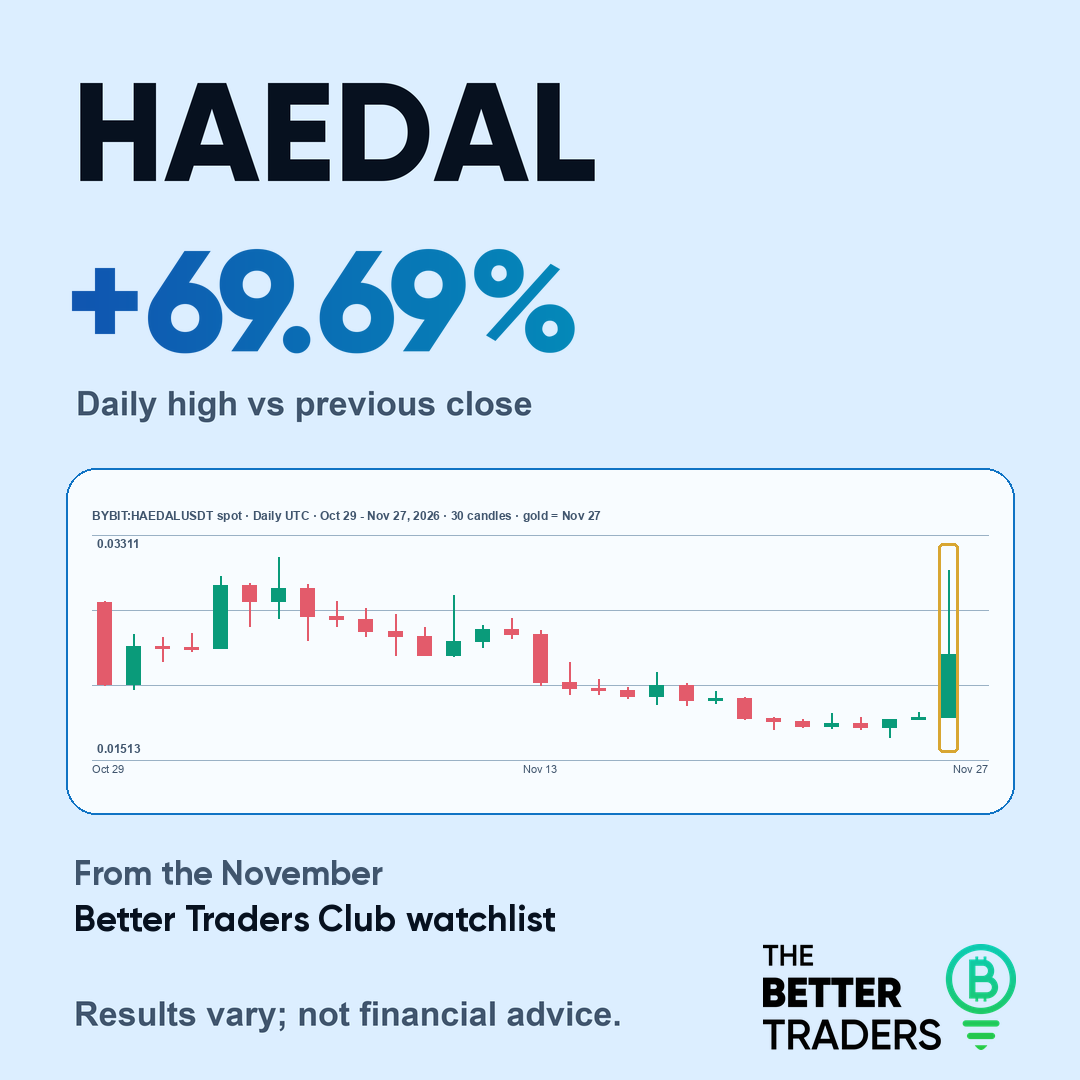 HAEDAL
+69.69%
Daily high vs previous close
BYBIT:HAEDALUSDT spot · Daily UTC · Oct 29 - Nov 27, 2026 · 30 candles · gold = Nov 27
0.03311
0.01513
Oct 29
Nov 13
Nov 27
From the November
Better Traders Club watchlist
Results vary; not financial advice.
THE
BETTER
TRADERS